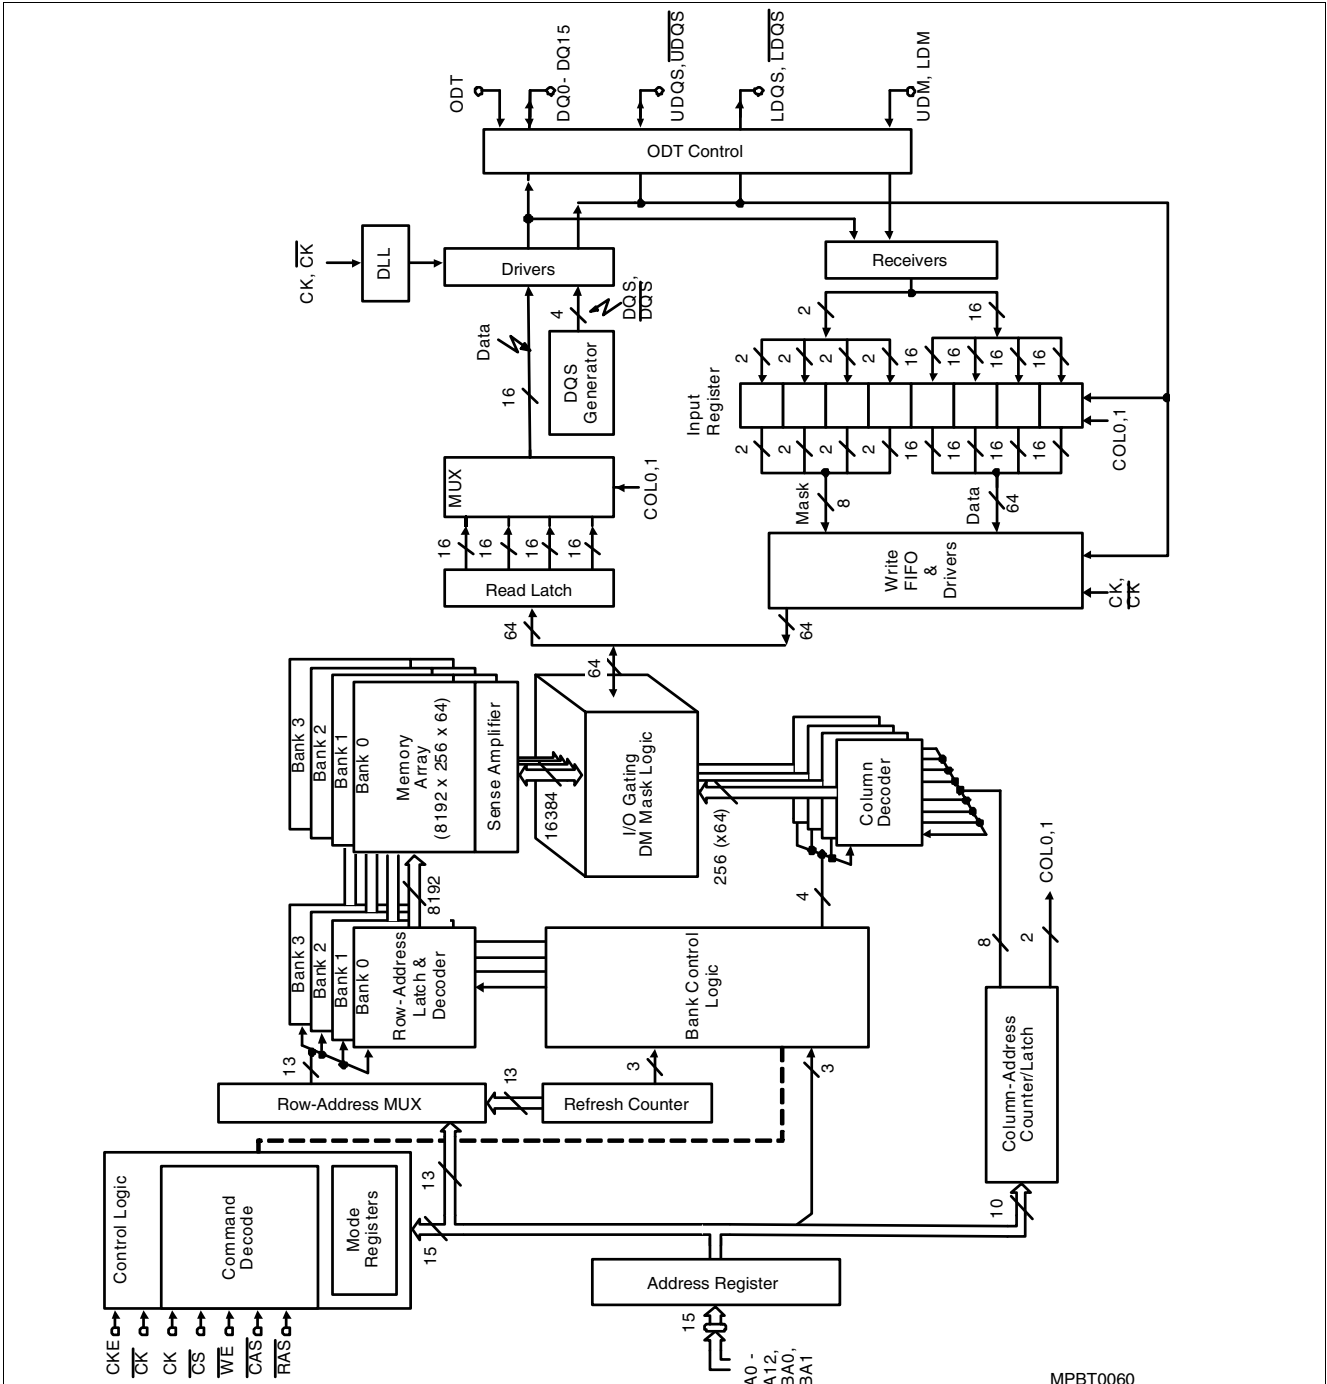 ODT
DQ0- DQ15
UDQS, UDQS
LDQS, LDQS
UDM, LDM
ODT Control
CK, CK
DLL
Drivers
Receivers
Data
16
4
DQS,
DQS
DQS
Generator
2
16
2
2
2
2
16
16
16
16
Input
Register
COL0,1
2
2
2
2
16
16
16
16
MUX
COL0,1
Mask
8
Data
64
16
16
16
16
Read Latch
Write
FIFO
&
Drivers
CK,
CK
64
64
64
Bank 3
Bank 2
Bank 1
Bank 0
Memory
Array
(8192 x 256 x 64)
Sense Amplifier
16384
I/O Gating
DM Mask Logic
256 (x64)
Column
Decoder
8192
4
8
2
COL0,1
Bank 3
Bank 2
Bank 1
Bank 0
Row-Address
Latch &
Decoder
Bank Control
Logic
13
13
3
3
Row-Address MUX
Refresh Counter
Column-Address
Counter/Latch
Control Logic
Command
Decode
Mode
Registers
13
15
10
Address Register
15
CKE
CK
CK
CS
WE
CAS
RAS
A0 -
A12,
BA0,
BA1
MPBT0060